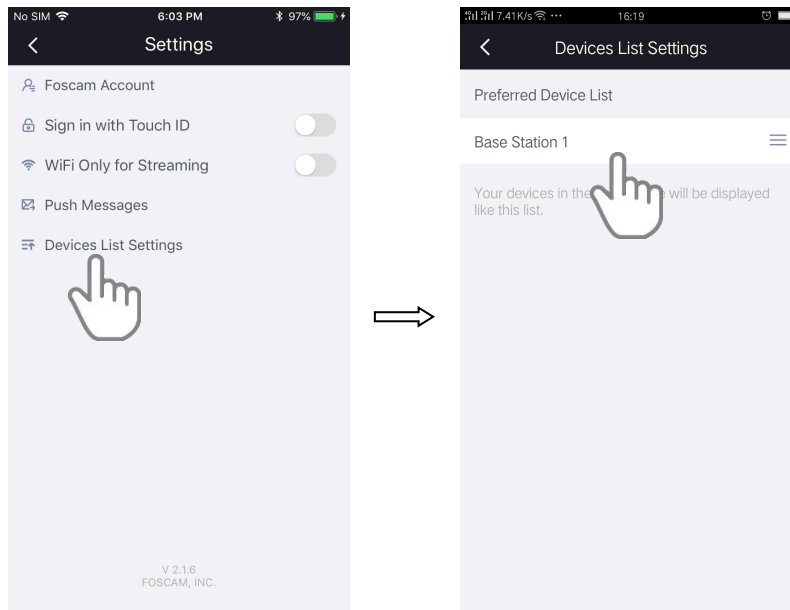 No SIM 6:03 PM 97%
Settings
Foscam Account
Sign in with Touch ID
WiFi Only for Streaming
Push Messages
Devices List Settings
V 2.1.6
FOSCAM, INC.
7.41K/s ··· 16:19
Devices List Settings
Preferred Device List
Base Station 1
Your devices in the will be displayed
like this list.